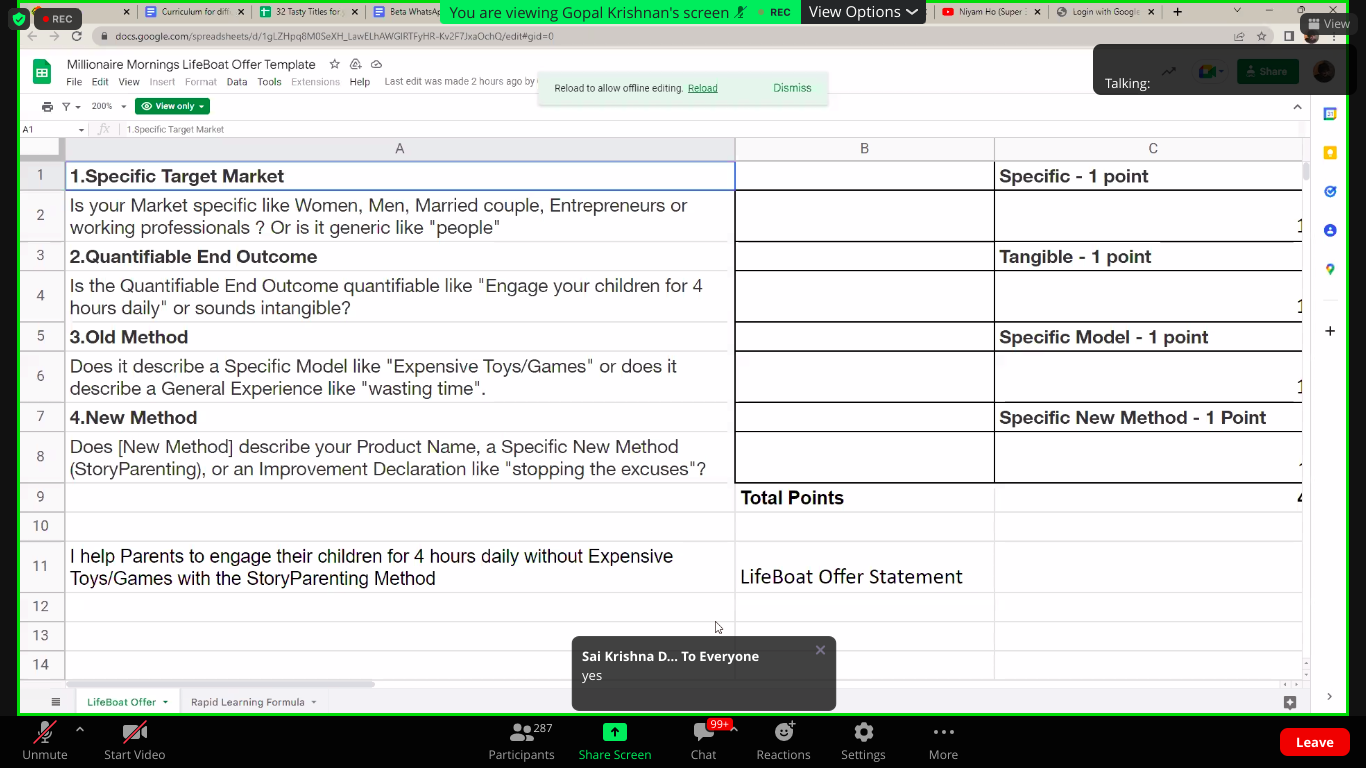 REC
Curriculum for dif
32 Tasty Titles for
Beta WhatsAp
You are viewing Gopal Krishnan's screen
REC
View Options
Niyam Ho (Super
Login with Google
View
docs.google.com/spreadsheets/d/1gLZHpq8M0SeXH_LawELhAWGIRTFyHR-Kv2F7JxaOchQ/edit#gid=0
Millionaire Mornings LifeBoat Offer Template
File Edit View Insert Format Data Tools Extensions Help Last edit was made 2 hours ago by
Reload to allow offline editing. Reload Dismiss
Share
Talking:
200% View only
A1 fx 1.Specific Target Market
A B C
1 1.Specific Target Market Specific - 1 point
2 Is your Market specific like Women, Men, Married couple, Entrepreneurs or
working professionals ? Or is it generic like "people"
1
3 2.Quantifiable End Outcome Tangible - 1 point
4 Is the Quantifiable End Outcome quantifiable like "Engage your children for 4
hours daily" or sounds intangible?
1
5 3.Old Method Specific Model - 1 point
6 Does it describe a Specific Model like "Expensive Toys/Games" or does it
describe a General Experience like "wasting time".
1
7 4.New Method Specific New Method - 1 Point
8 Does [New Method] describe your Product Name, a Specific New Method
(StoryParenting), or an Improvement Declaration like "stopping the excuses"?
9 Total Points 4
10
11 I help Parents to engage their children for 4 hours daily without Expensive
Toys/Games with the StoryParenting Method LifeBoat Offer Statement
12
13
14
Sai Krishna D... To Everyone
yes
LifeBoat Offer Rapid Learning Formula
287 99+
Unmute Start Video Participants Share Screen Chat Reactions Settings More Leave